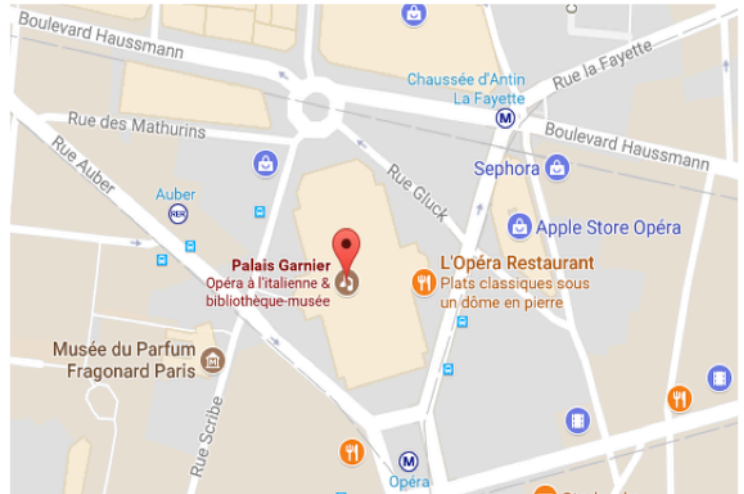 Boulevard Haussmann
Chaussée d'Antin
La Fayette
M
Rue la Fayette
Rue des Mathurins
Boulevard Haussmann
Rue Auber
Sephora
Rue Gluck
Auber
RER
Apple Store Opéra
Palais Garnier
Opéra à l'italienne &
bibliothèque-musée
L'Opéra Restaurant
Plats classiques sous
un dôme en pierre
Musée du Parfum
Fragonard Paris
M
Rue Scribe
M
Opéra